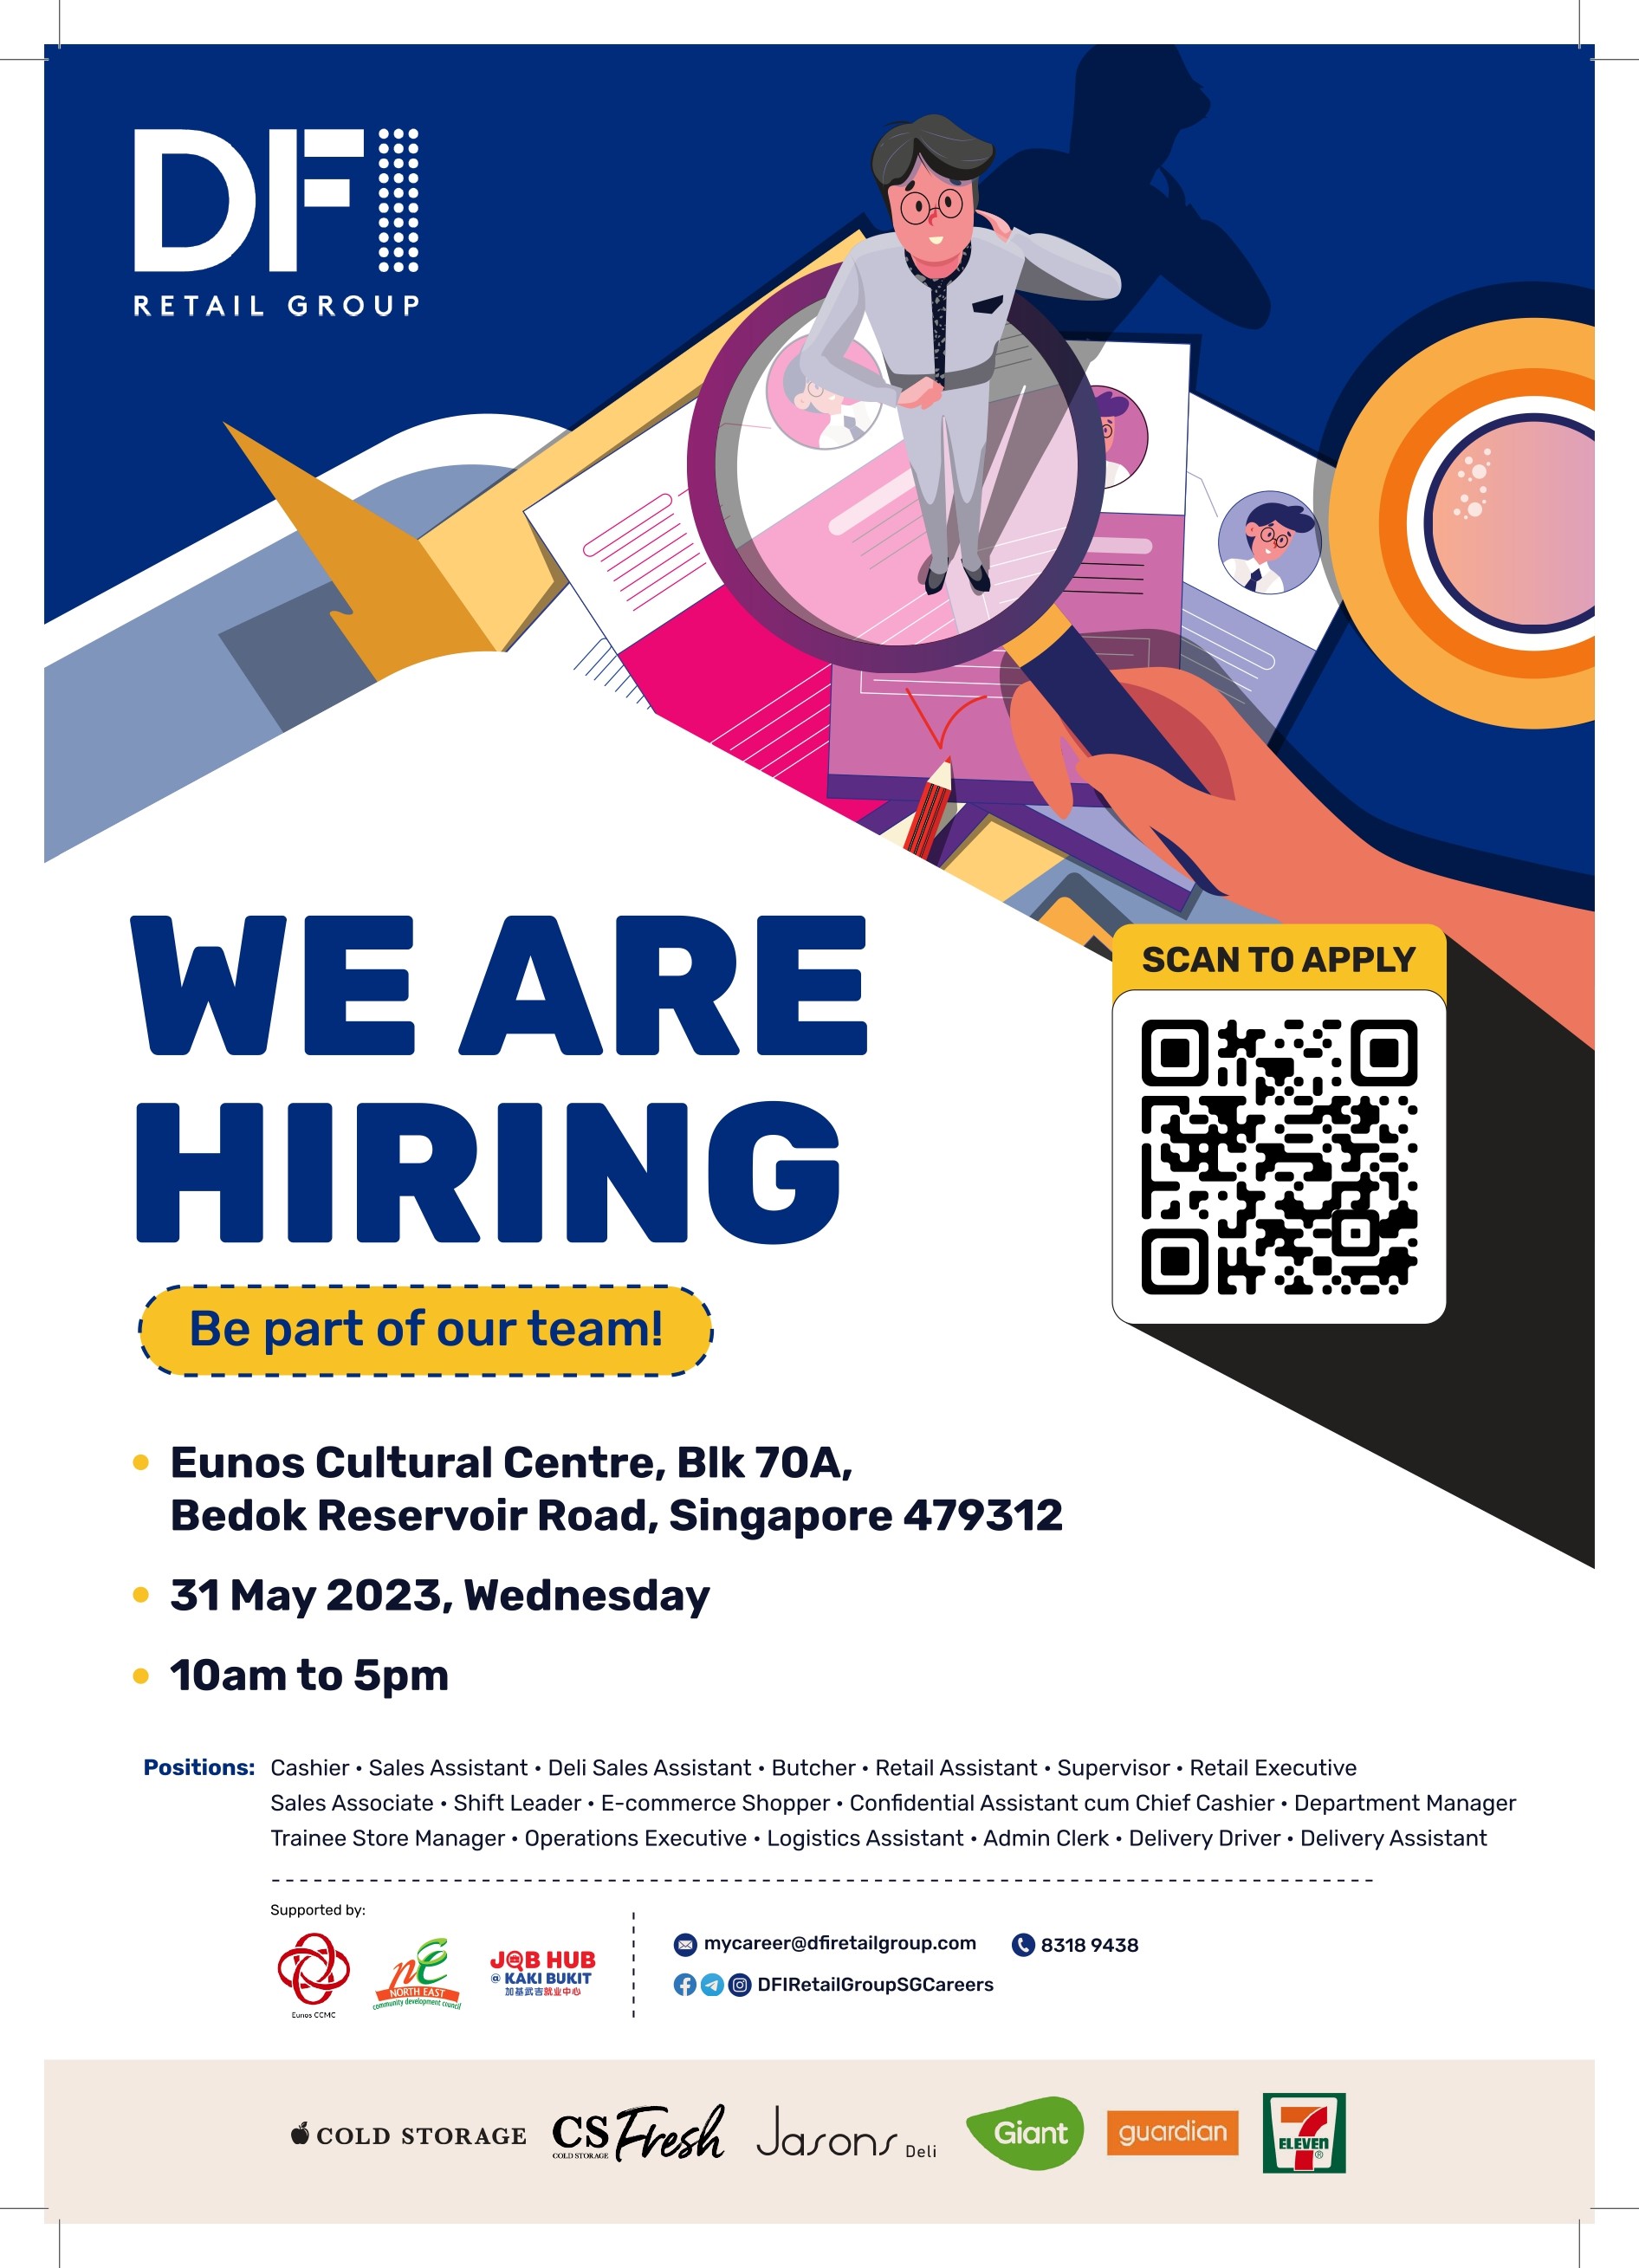 DFI
RETAIL GROUP
WE ARE
HIRING
SCAN TO APPLY
Be part of our team!
• Eunos Cultural Centre, Blk 70A,
Bedok Reservoir Road, Singapore 479312
• 31 May 2023, Wednesday
• 10am to 5pm
Positions: Cashier • Sales Assistant • Deli Sales Assistant • Butcher • Retail Assistant • Supervisor • Retail Executive
Sales Associate • Shift Leader • E-commerce Shopper • Confidential Assistant cum Chief Cashier • Department Manager
Trainee Store Manager • Operations Executive • Logistics Assistant • Admin Clerk • Delivery Driver • Delivery Assistant
Supported by:
Eunos CCMC
ne
NORTH EAST
community development council
JOB HUB
@ KAKI BUKIT
加基武吉就业中心
mycareer@dfiretailgroup.com
8318 9438
DFIRetailGroupSGCareers
COLD STORAGE
CS Fresh
COLD STORAGE
Jasons Deli
Giant
guardian
7
ELEVEN
®